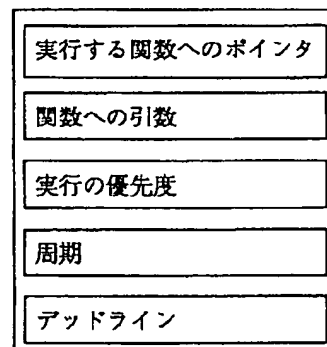 実行する関数へのポインタ
関数への引数
実行の優先度
周期
デッドライン